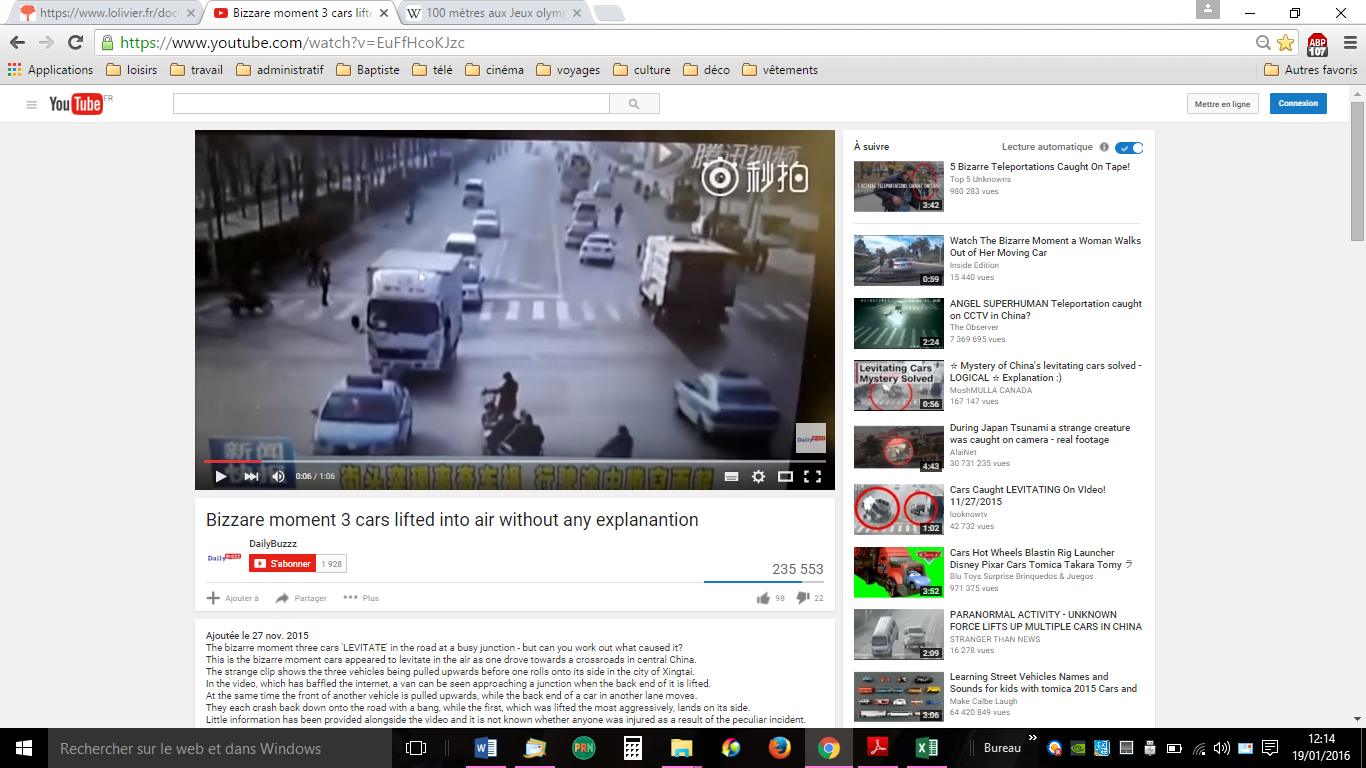 https://www.lolivier.fr/doc
Bizzare moment 3 cars lift
100 mètres aux Jeux olymp
https://www.youtube.com/watch?v=EuFfHcoKJzc
ABP
107
Applications
loisirs
travail
administratif
Baptiste
télé
cinéma
voyages
culture
déco
vêtements
Autres favoris
YouTube FR
Mettre en ligne
Connexion
腾讯视频
秒拍
新闻
DailyBuzzz
0:06 / 1:06
Bizzare moment 3 cars lifted into air without any explanantion
DailyBuzzz
S'abonner
1 928
235 553
Ajouter à
Partager
Plus
98
22
Ajoutée le 27 nov. 2015
The bizarre moment three cars 'LEVITATE' in the road at a busy junction - but can you work out what caused it?
This is the bizarre moment cars appeared to levitate in the air as one drove towards a crossroads in central China.
The strange clip shows the three vehicles being pulled upwards before one rolls onto its side in the city of Xingtai.
In the video, which has baffled the internet, a van can be seen approaching a junction when the back end of it is lifted.
At the same time the front of another vehicle is pulled upwards, while the back end of a car in another lane moves.
They each crash back down onto the road with a bang, while the first, which was lifted the most aggressively, lands on its side.
Little information has been provided alongside the video and it is not known whether anyone was injured as a result of the peculiar incident.
À suivre
Lecture automatique
5 BIZARRE TELEPORTATIONS CAUGHT ON
3:42
5 Bizarre Teleportations Caught On Tape!
Top 5 Unknowns
980 283 vues
0:59
Watch The Bizarre Moment a Woman Walks
Out of Her Moving Car
Inside Edition
15 440 vues
2:24
ANGEL SUPERHUMAN Teleportation caught
on CCTV in China?
The Observer
7 369 695 vues
Levitating Cars
Mystery Solved
0:56
☆ Mystery of China's levitating cars solved -
LOGICAL ☆ Explanation :)
MoshMULLA CANADA
167 147 vues
4:43
During Japan Tsunami a strange creature
was caught on camera - real footage
AlaiNet
30 731 235 vues
1:02
Cars Caught LEVITATING On VIdeo!
11/27/2015
looknowtv
42 732 vues
3:52
Cars Hot Wheels Blastin Rig Launcher
Disney Pixar Cars Tomica Takara Tomy ラ
Blu Toys Surprise Brinquedos & Juegos
971 375 vues
2:09
PARANORMAL ACTIVITY - UNKNOWN
FORCE LIFTS UP MULTIPLE CARS IN CHINA
STRANGER THAN NEWS
16 278 vues
3:06
Learning Street Vehicles Names and
Sounds for kids with tomica 2015 Cars and
Make Calbe Laugh
64 420 849 vues
Rechercher sur le web et dans Windows
PRN
Bureau
12:14
19/01/2016